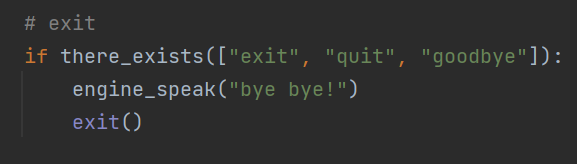 # exit
if there_exists(["exit", "quit", "goodbye"]):
    engine_speak("bye bye!")
    exit()